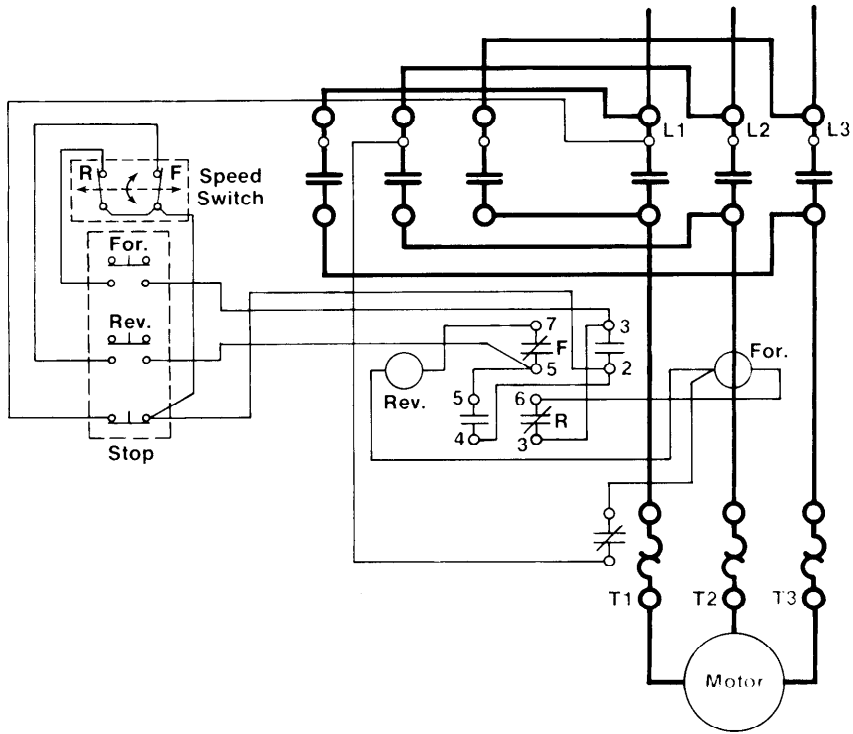 L1
L2
L3
R
F
Speed
Switch
For.
Rev.
Stop
7
3
F
5
2
For.
Rev.
5
6
R
4
3
T1
T2
T3
Motor